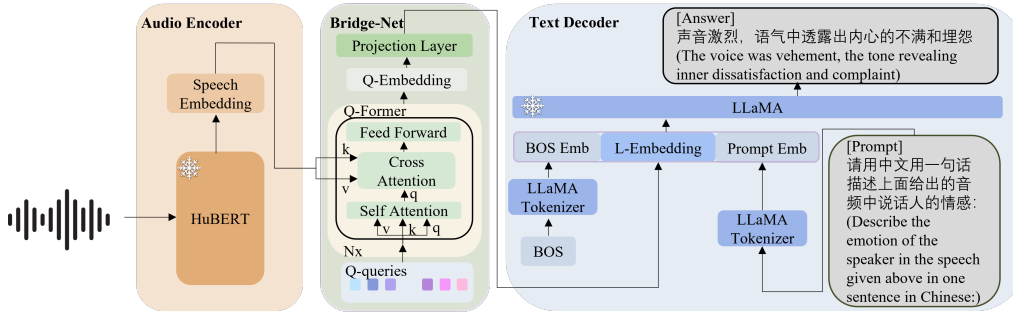 Audio Encoder
Speech
Embedding
HuBERT
Bridge-Net
Projection Layer
Q-Embedding
Q-Former
Feed Forward
k
Cross
Attention
v
q
Self Attention
v
k
q
Nx
Q-queries
Text Decoder
[Answer]
声音激烈，语气中透露出内心的不满和埋怨
(The voice was vehement, the tone revealing
inner dissatisfaction and complaint)
LLaMA
BOS Emb
L-Embedding
Prompt Emb
LLaMA
Tokenizer
BOS
LLaMA
Tokenizer
[Prompt]
请用中文用一句话
描述上面给出的音
频中说话人的情感：
(Describe the
emotion of the
speaker in the speech
given above in one
sentence in Chinese:)